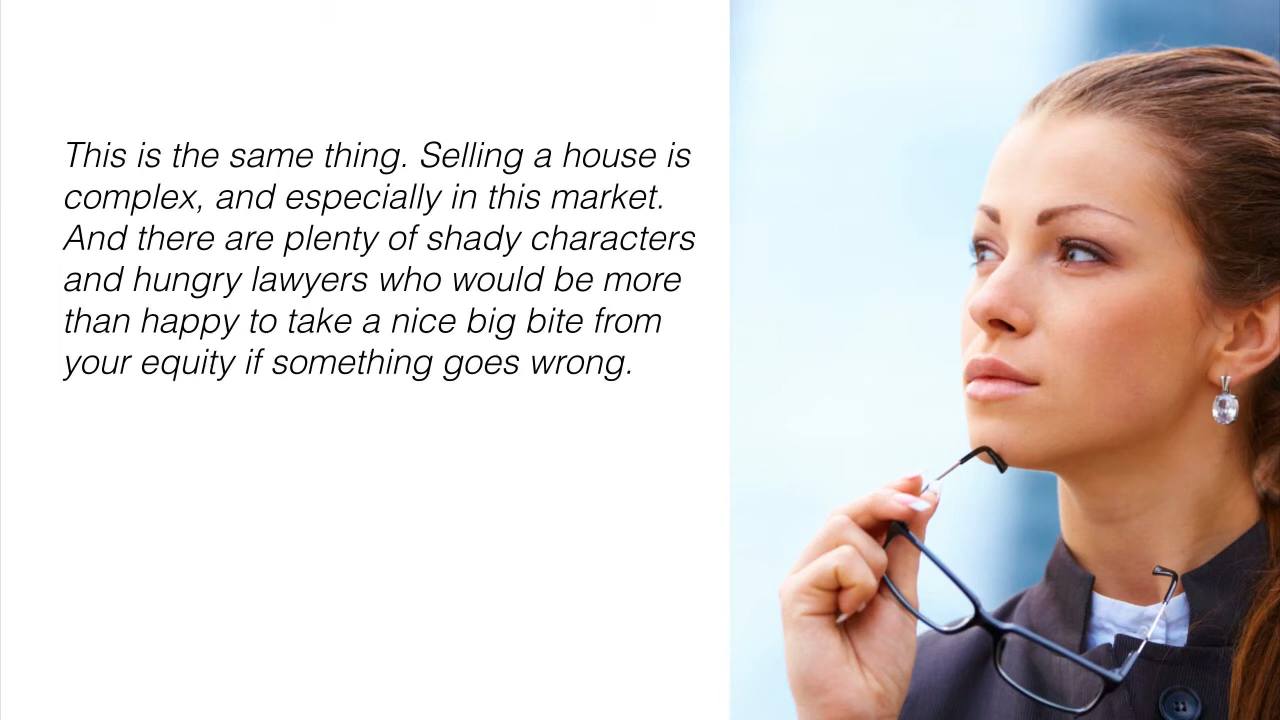 This is the same thing. Selling a house is
complex, and especially in this market.
And there are plenty of shady characters
and hungry lawyers who would be more
than happy to take a nice big bite from
your equity if something goes wrong.